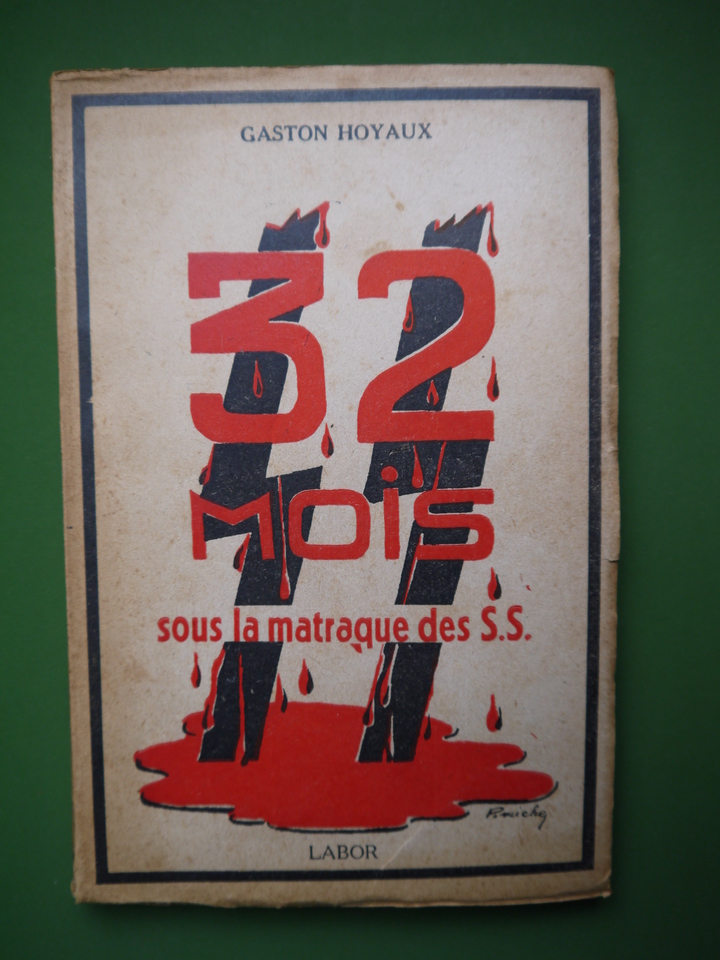 GASTON HOYAUX
32
MOiS
sous la matraque des S.S.
LABOR